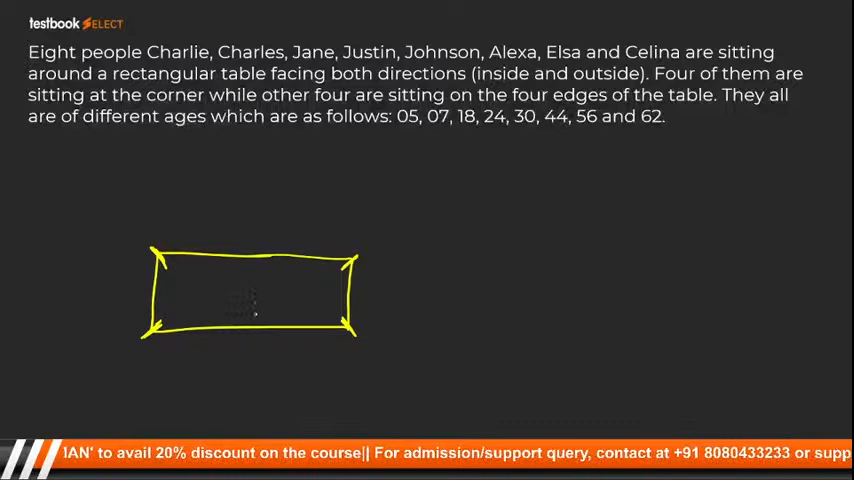 testbook SELECT
Eight people Charlie, Charles, Jane, Justin, Johnson, Alexa, Elsa and Celina are sitting
around a rectangular table facing both directions (inside and outside). Four of them are
sitting at the corner while other four are sitting on the four edges of the table. They all
are of different ages which are as follows: 05, 07, 18, 24, 30, 44, 56 and 62.
IAN' to avail 20% discount on the course|| For admission/support query, contact at +91 8080433233 or supp